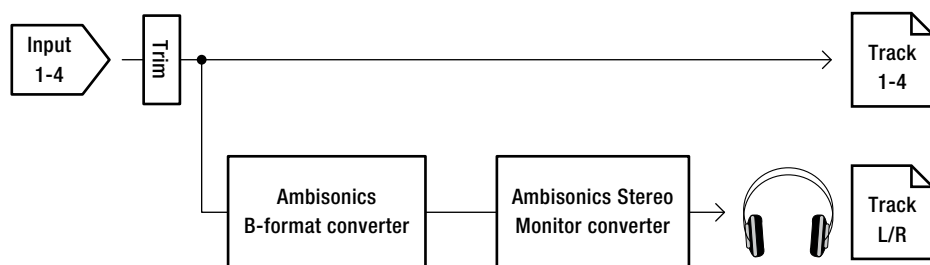 Input
1-4
Trim
Track
1-4
Ambisonics
B-format converter
Ambisonics Stereo
Monitor converter
Track
L/R